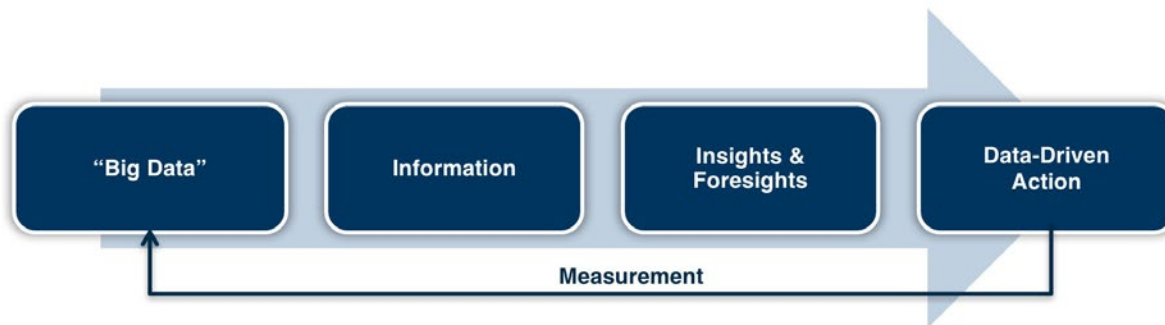 “Big Data”
Information
Insights &
Foresights
Data-Driven
Action
Measurement